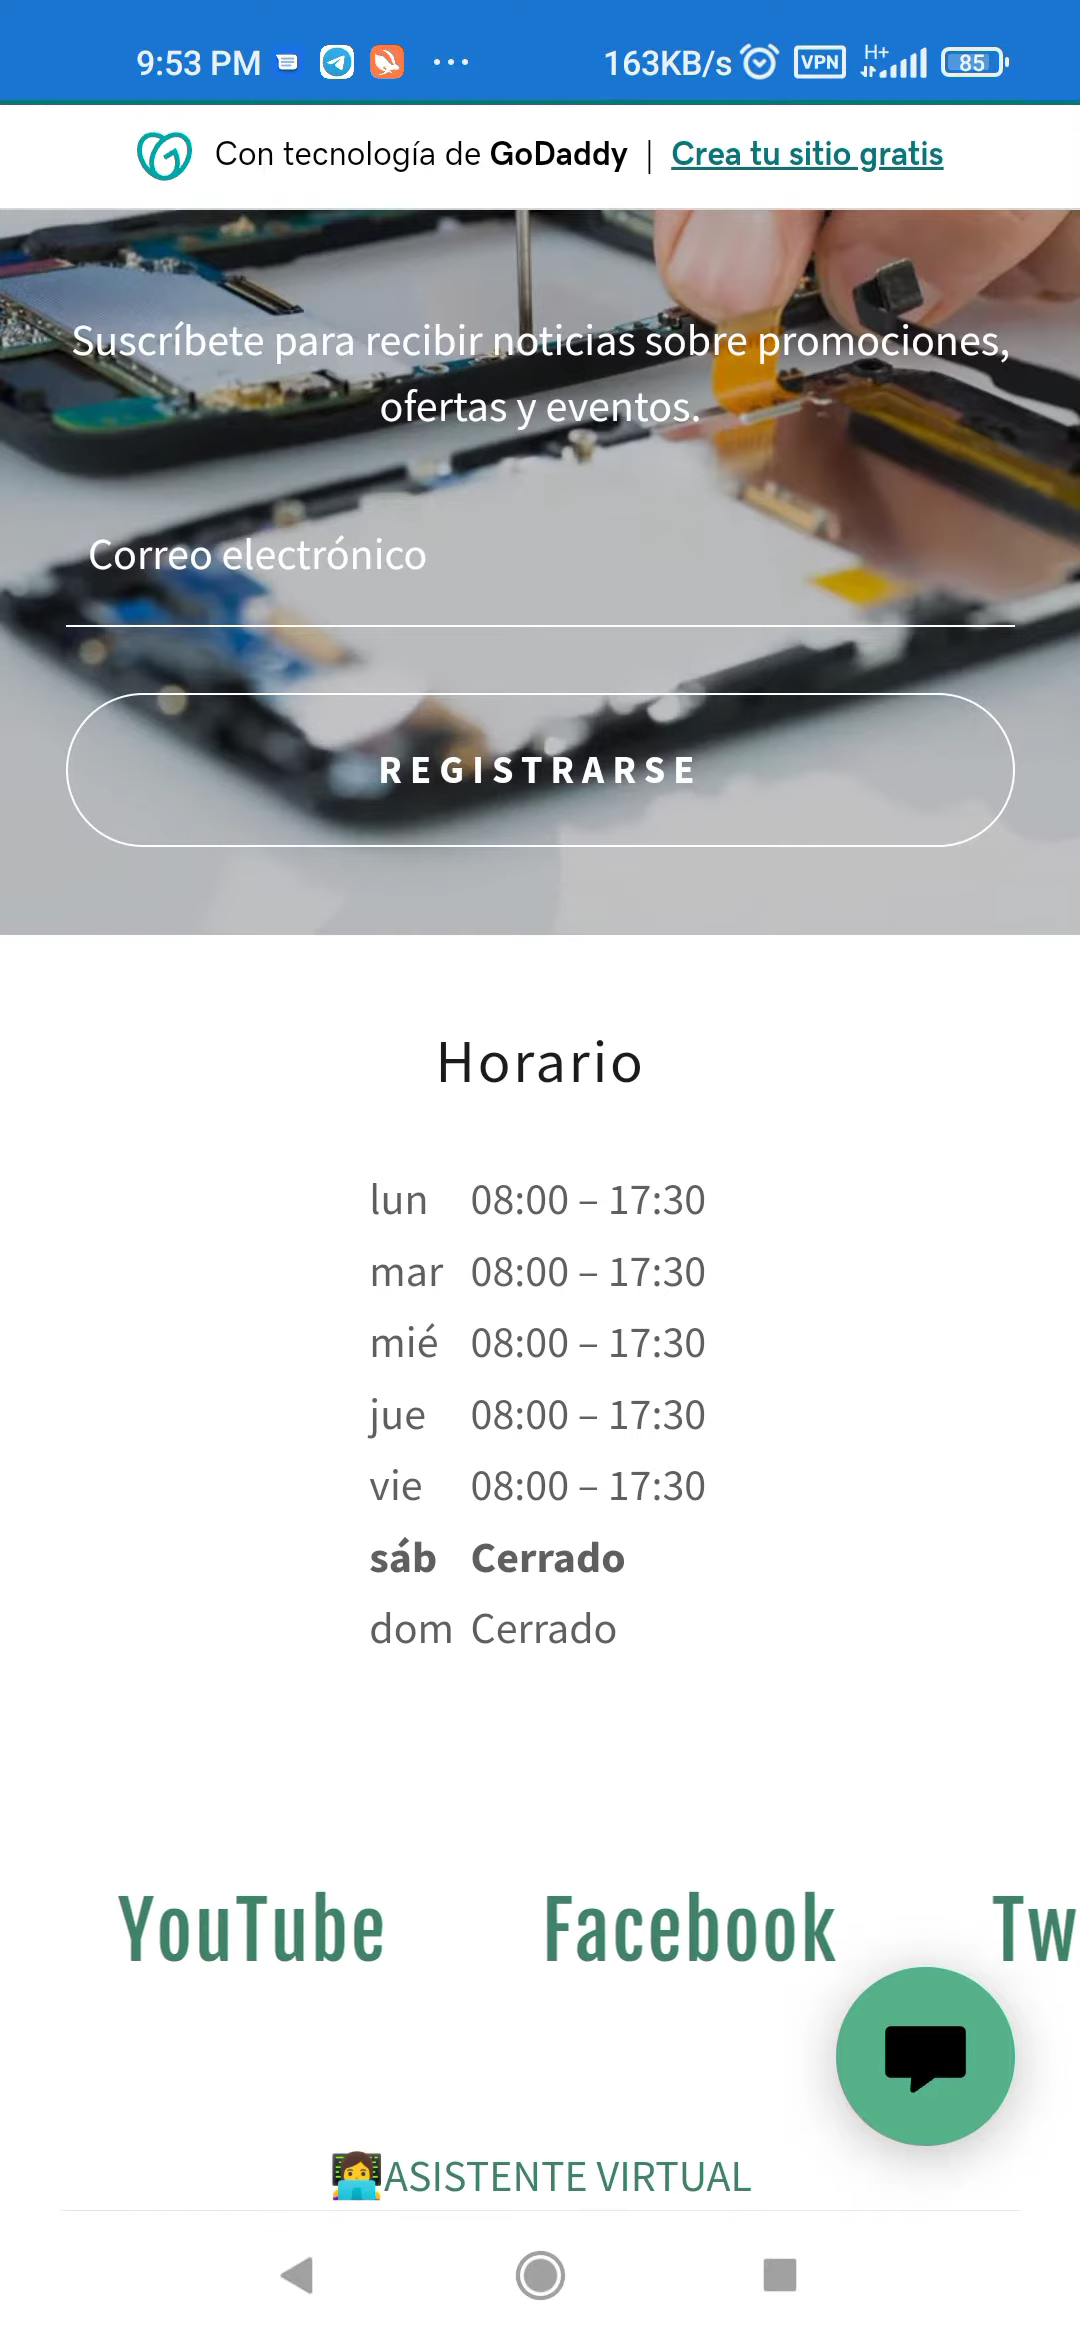 9:53 PM ... 163KB/s VPN H+ 85
Con tecnología de GoDaddy | Crea tu sitio gratis
Suscríbete para recibir noticias sobre promociones,
ofertas y eventos.
Correo electrónico
REGISTRARSE
Horario
lun 08:00 – 17:30
mar 08:00 – 17:30
mié 08:00 – 17:30
jue 08:00 – 17:30
vie 08:00 – 17:30
sáb Cerrado
dom Cerrado
YouTube Facebook Tw
ASISTENTE VIRTUAL